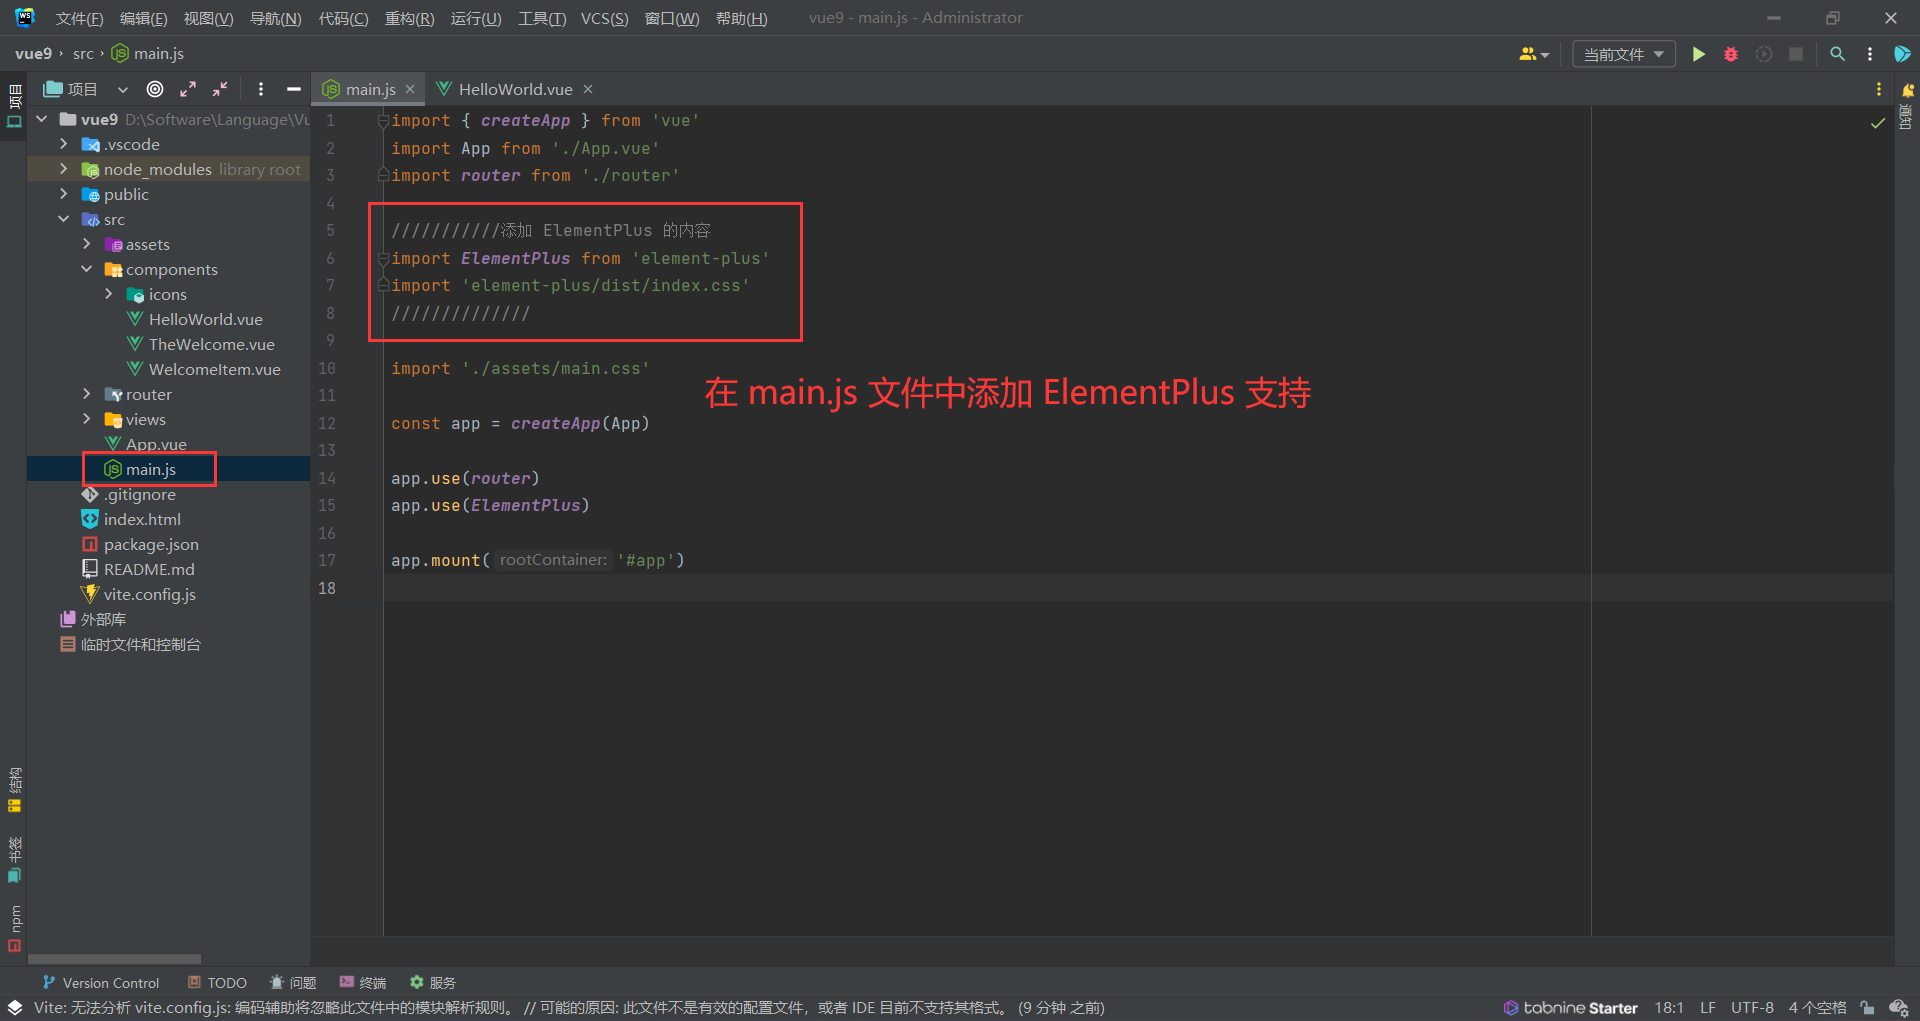 文件(F) 编辑(E) 视图(V) 导航(N) 代码(C) 重构(R) 运行(U) 工具(T) VCS(S) 窗口(W) 帮助(H) vue9 - main.js - Administrator
vue9 › src › main.js
当前文件
项目
main.js
HelloWorld.vue
项目
通知
vue9 D:\Software\Language\Vu
.vscode
node_modules library root
public
src
assets
components
icons
HelloWorld.vue
TheWelcome.vue
WelcomeItem.vue
router
views
App.vue
main.js
.gitignore
index.html
package.json
README.md
vite.config.js
外部库
临时文件和控制台
1 import { createApp } from 'vue'
2 import App from './App.vue'
3 import router from './router'
4
5 ///////////添加 ElementPlus 的内容
6 import ElementPlus from 'element-plus'
7 import 'element-plus/dist/index.css'
8 //////////////
9
10 import './assets/main.css'
11
在 main.js 文件中添加 ElementPlus 支持
12 const app = createApp(App)
13
14 app.use(router)
15 app.use(ElementPlus)
16
17 app.mount( rootContainer: '#app')
18
结构
书签
npm
Version Control TODO 问题 终端 服务
Vite: 无法分析 vite.config.js: 编码辅助将忽略此文件中的模块解析规则。 // 可能的原因: 此文件不是有效的配置文件，或者 IDE 目前不支持其格式。 (9 分钟 之前) tabnine Starter 18:1 LF UTF-8 4 个空格